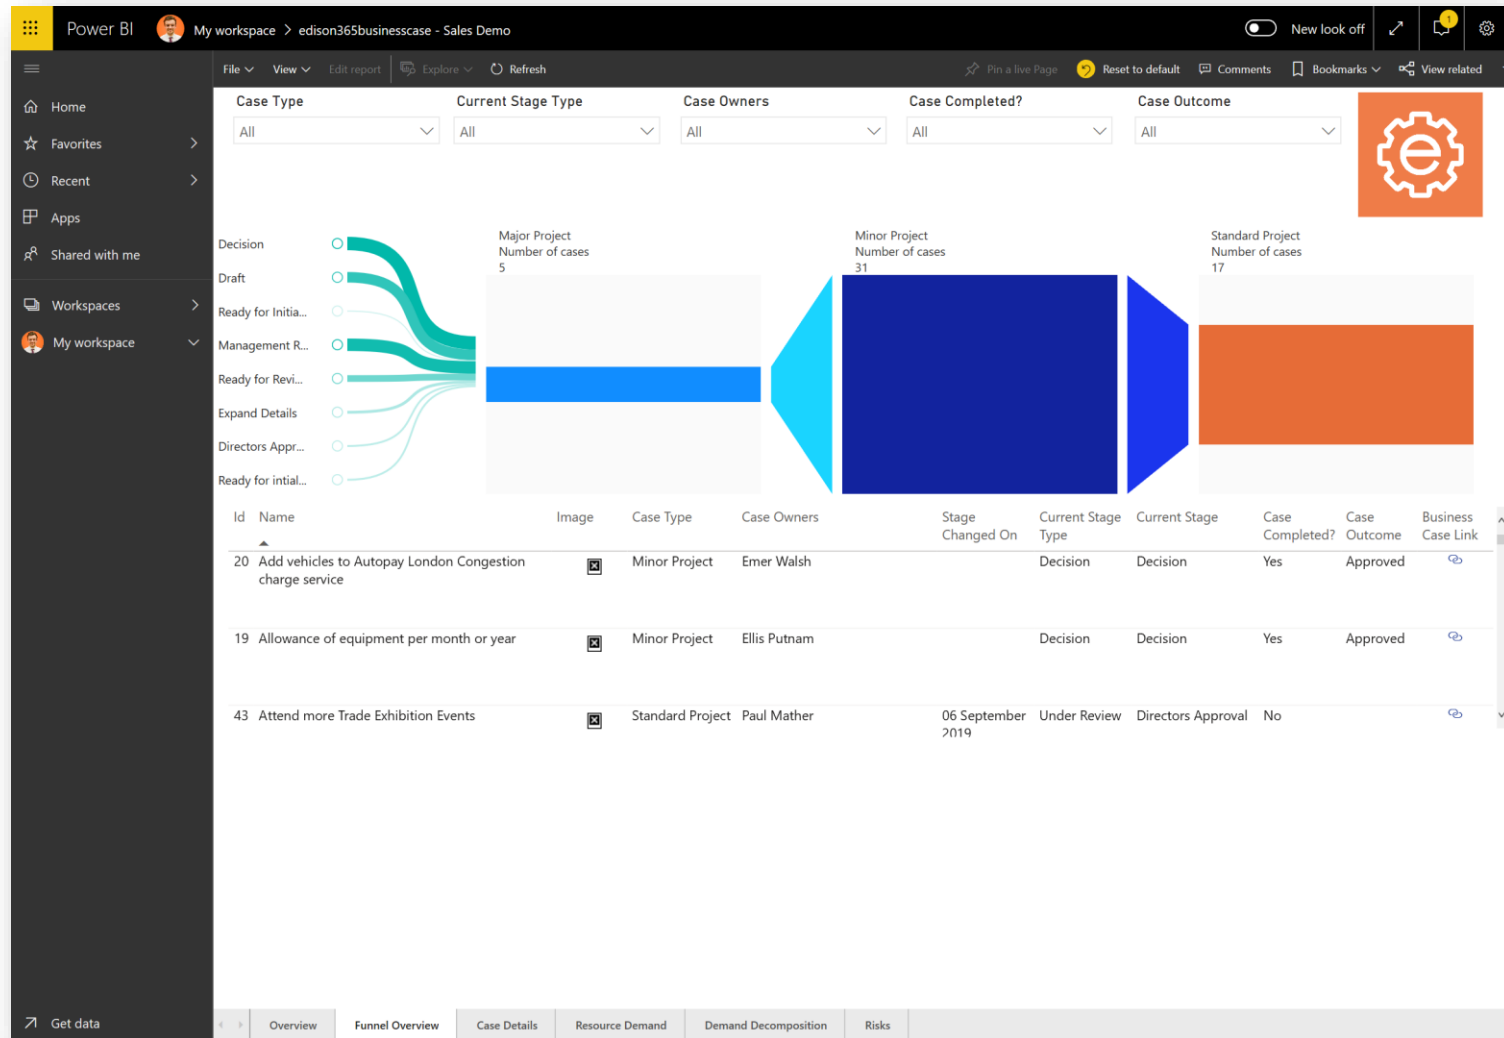 Power BI
My workspace > edison365businesscase - Sales Demo
New look off
1
File
View
Edit report
Explore
Refresh
Pin a live Page
Reset to default
Comments
Bookmarks
View related
Home
Favorites
Recent
Apps
Shared with me
Workspaces
My workspace
Get data
Case Type
Current Stage Type
Case Owners
Case Completed?
Case Outcome
All
All
All
All
All
e
Decision
Draft
Ready for Initia...
Management R...
Ready for Revi...
Expand Details
Directors Appr...
Ready for intial...
Major Project
Number of cases
5
Minor Project
Number of cases
31
Standard Project
Number of cases
17
Id Name Image Case Type Case Owners Stage Changed On Current Stage Type Current Stage Case Completed? Case Outcome Business Case Link
20 Add vehicles to Autopay London Congestion Minor Project Emer Walsh Decision Decision Yes Approved
charge service
19 Allowance of equipment per month or year Minor Project Ellis Putnam Decision Decision Yes Approved
43 Attend more Trade Exhibition Events Standard Project Paul Mather 06 September Under Review Directors Approval No
2019
Overview
Funnel Overview
Case Details
Resource Demand
Demand Decomposition
Risks